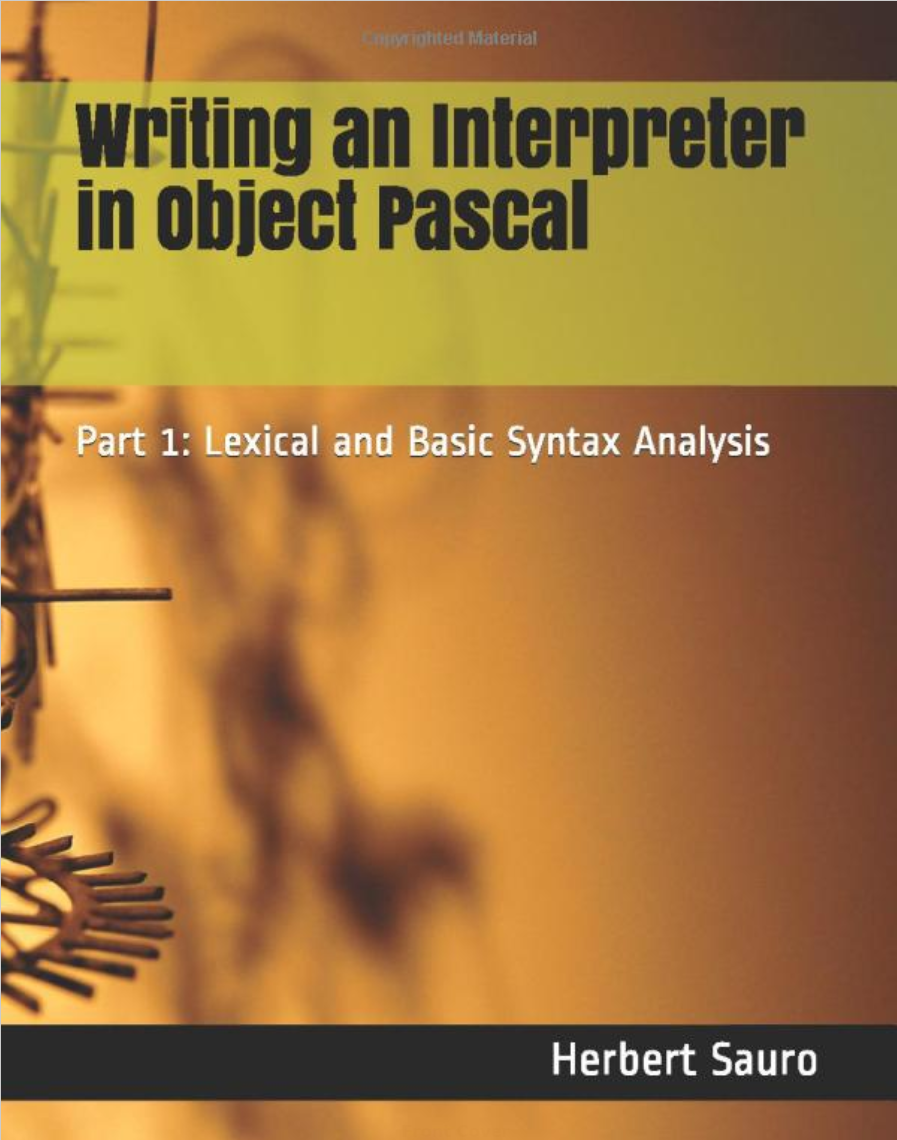 Copyrighted Material
Writing an Interpreter
in Object Pascal
Part 1: Lexical and Basic Syntax Analysis
Herbert Sauro